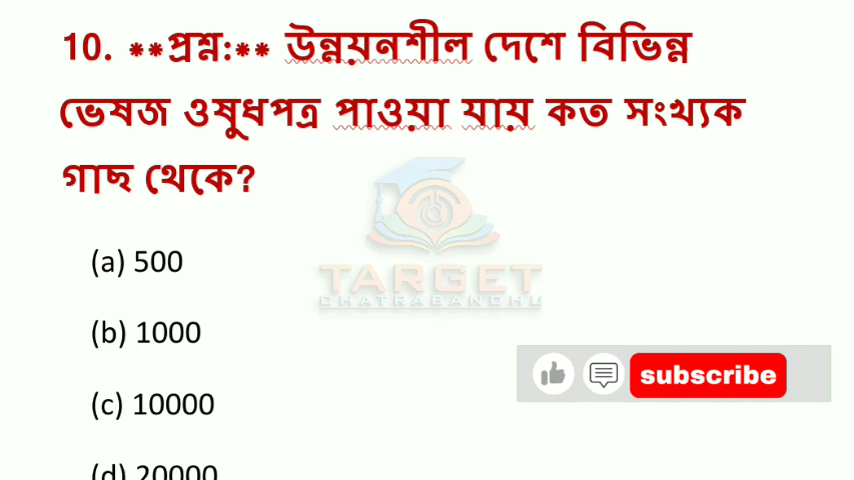 10. **প্রশ্ন:** উন্নয়নশীল দেশে বিভিন্ন
ভেষজ ওষুধপত্র পাওয়া যায় কত সংখ্যক
গাছ থেকে?
(a) 500
TARGET
CHATRABANDHU
(b) 1000
subscribe
(c) 10000
(d) 20000